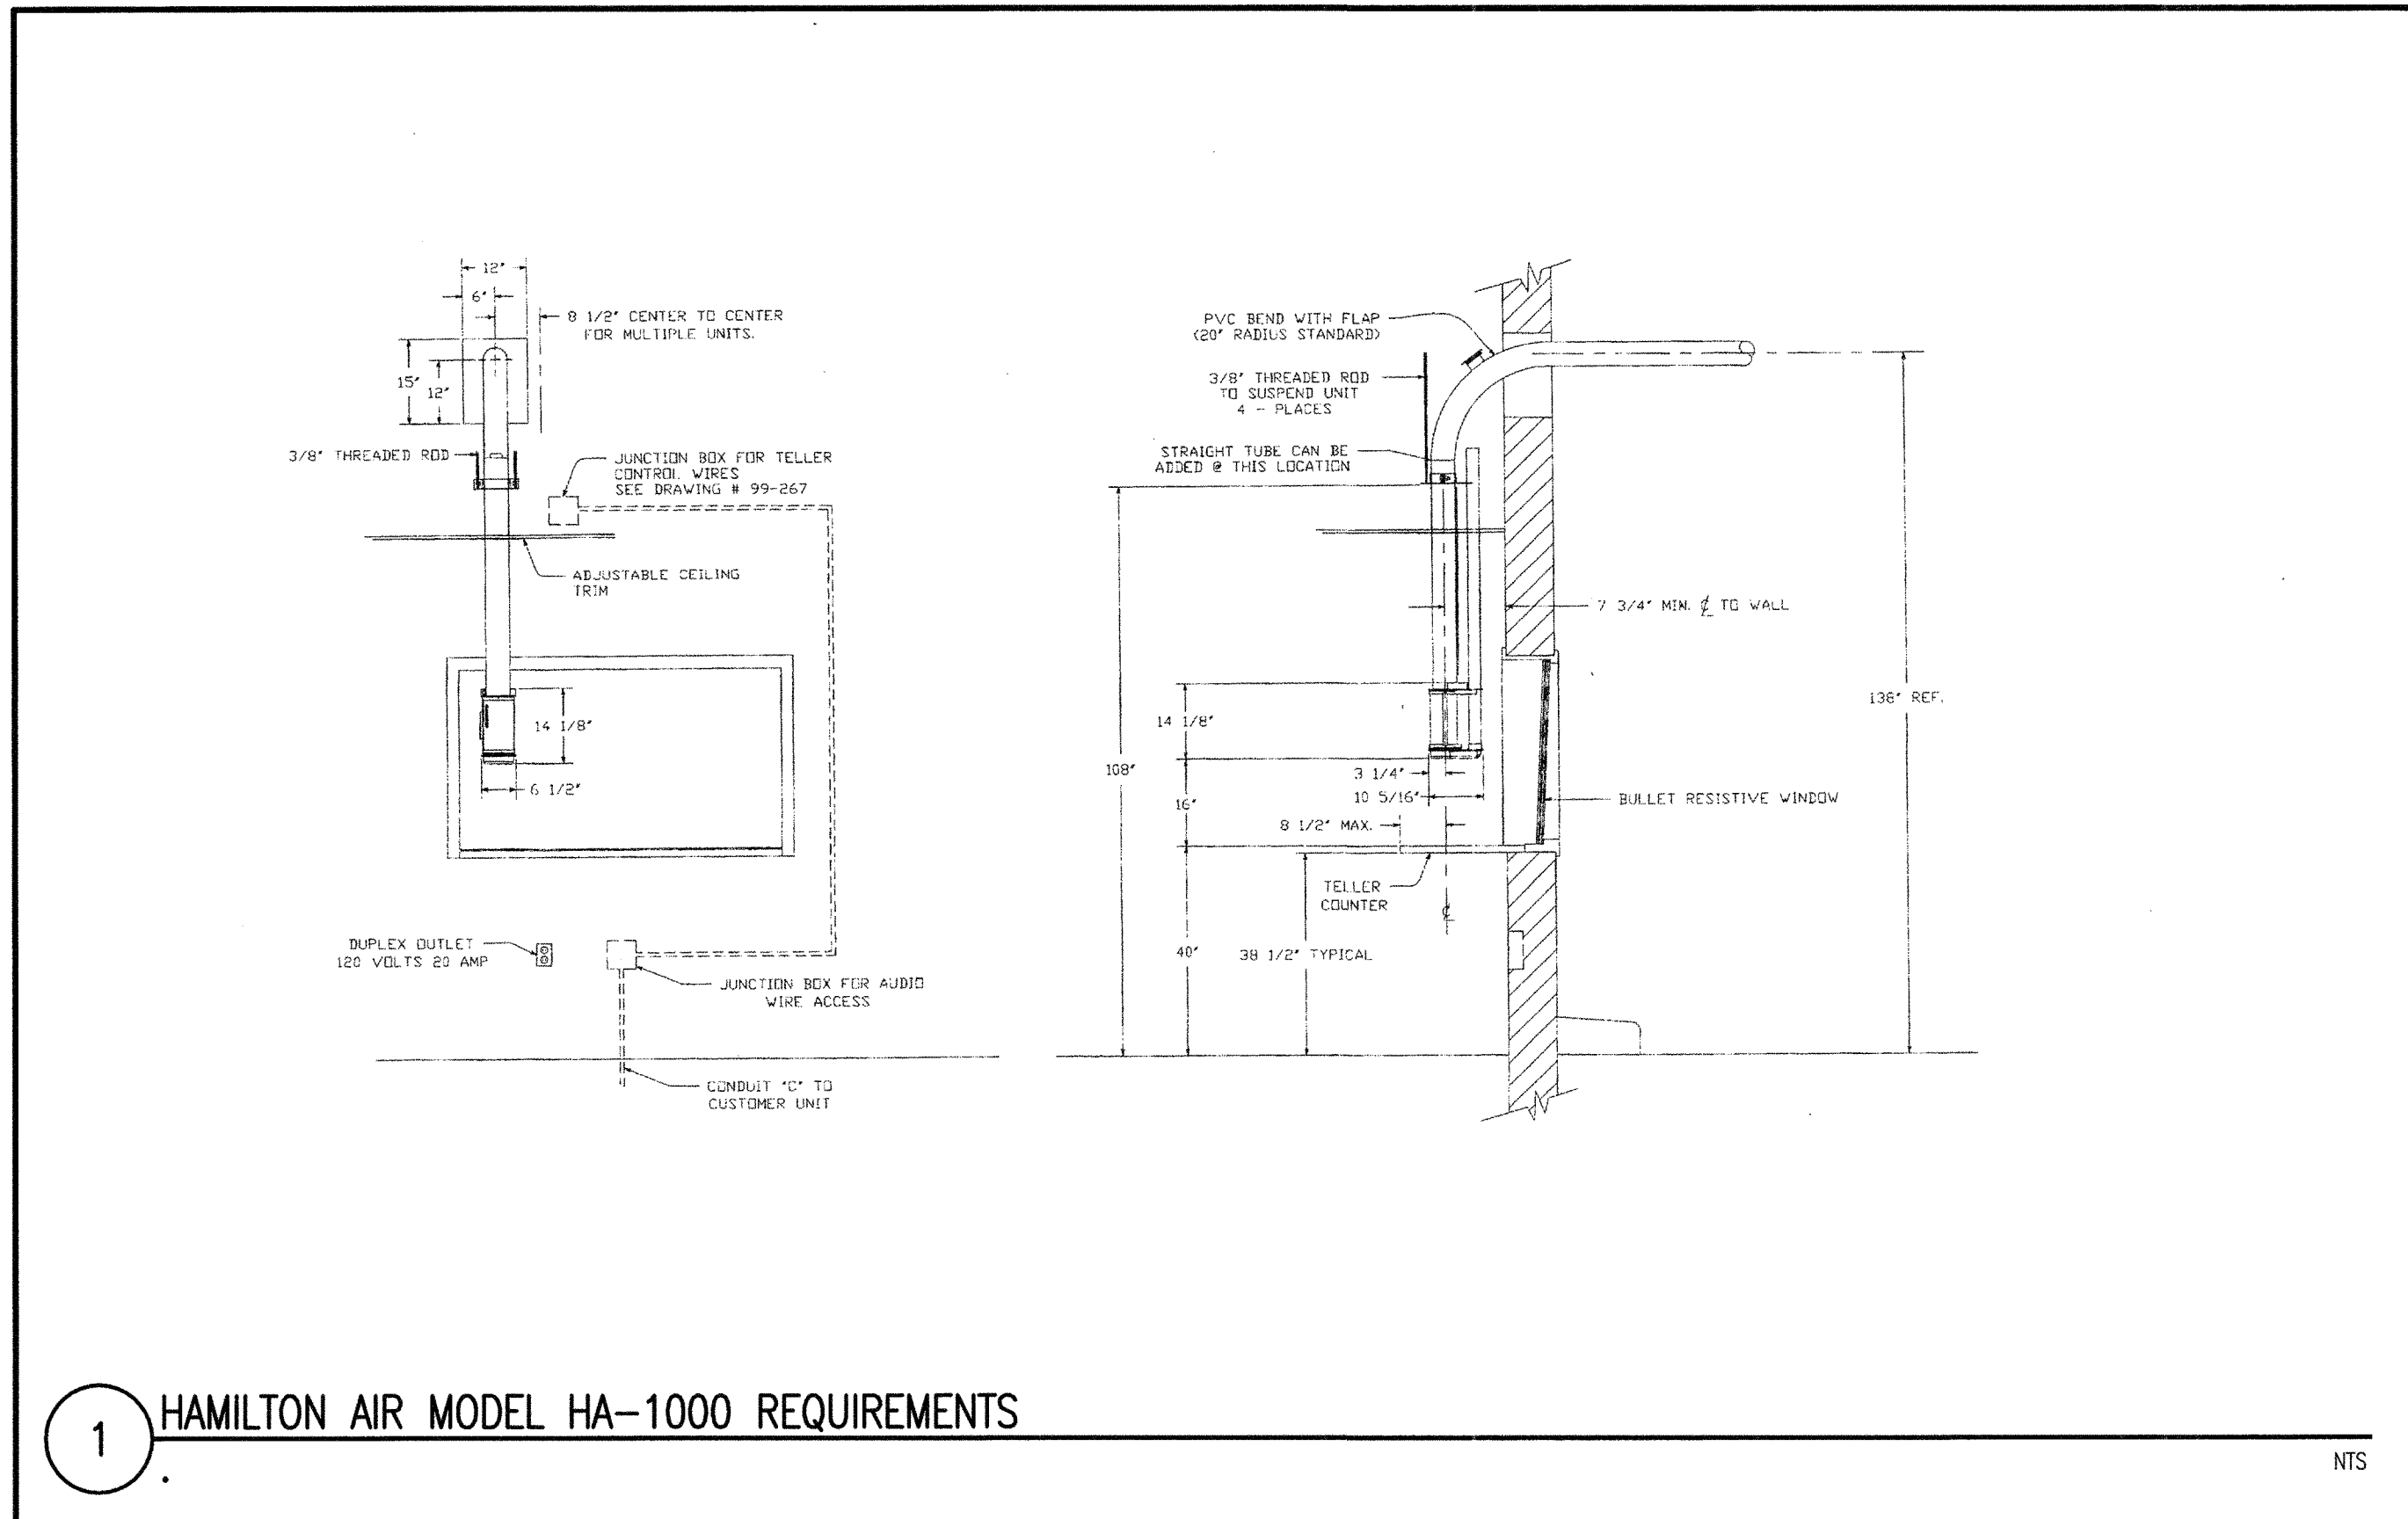 12"
6"
8 1/2" CENTER TO CENTER
FOR MULTIPLE UNITS.
15"
12"
3/8" THREADED ROD
JUNCTION BOX FOR TELLER
CONTROL WIRES
SEE DRAWING # 99-267
ADJUSTABLE CEILING
TRIM
14 1/8"
6 1/2"
DUPLEX OUTLET
120 VOLTS 20 AMP
JUNCTION BOX FOR AUDIO
WIRE ACCESS
CONDUIT "C" TO
CUSTOMER UNIT
PVC BEND WITH FLAP
(20" RADIUS STANDARD)
3/8" THREADED ROD
TO SUSPEND UNIT
4 - PLACES
STRAIGHT TUBE CAN BE
ADDED @ THIS LOCATION
7 3/4" MIN. ℄ TO WALL
138" REF.
14 1/8"
108"
3 1/4"
10 5/16"
16"
8 1/2" MAX.
BULLET RESISTIVE WINDOW
TELLER
COUNTER
℄
40"
38 1/2" TYPICAL
1
HAMILTON AIR MODEL HA-1000 REQUIREMENTS
NTS